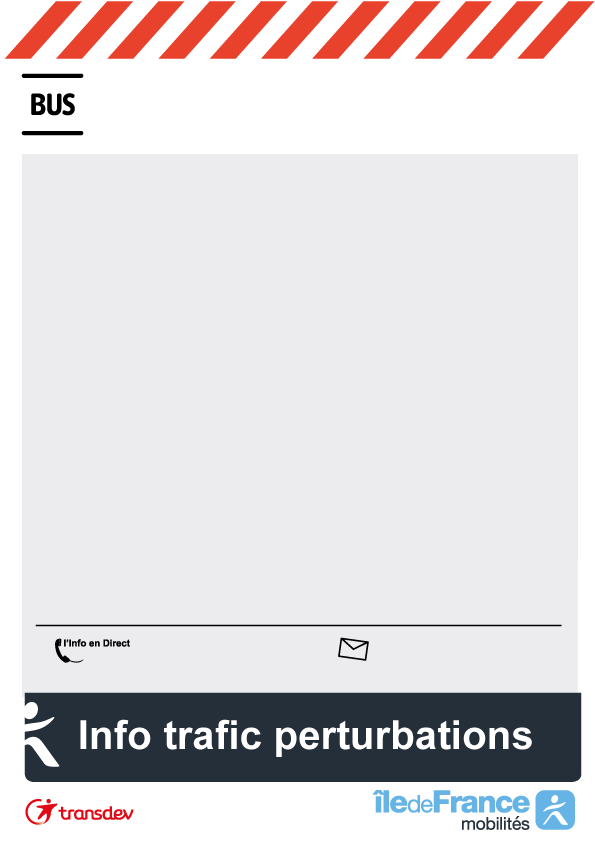 BUS
l'Info en Direct
Info trafic perturbations
transdev
îledeFrance
mobilités